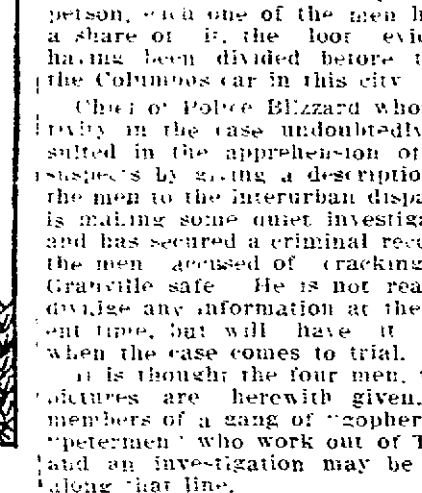 person, each one of the men h
a share of it, the loot evi
having been divided before t
the Columbus car in this city
Chief of Police Blizzard who
tivity in the case undoubtedly
sulted in the apprehension of
suspects by giving a description
the men to the interurban dispa
is making some quiet investiga
and has secured a criminal rec
the men accused of cracking
Granville safe He is not rea
divulge any information at the
ent time, but will have it
when the case comes to trial.
It is thought the four men,
pictures are herewith given.
members of a gang of "gopher
"petermen" who work out of T
and an investigation may be
along that line.